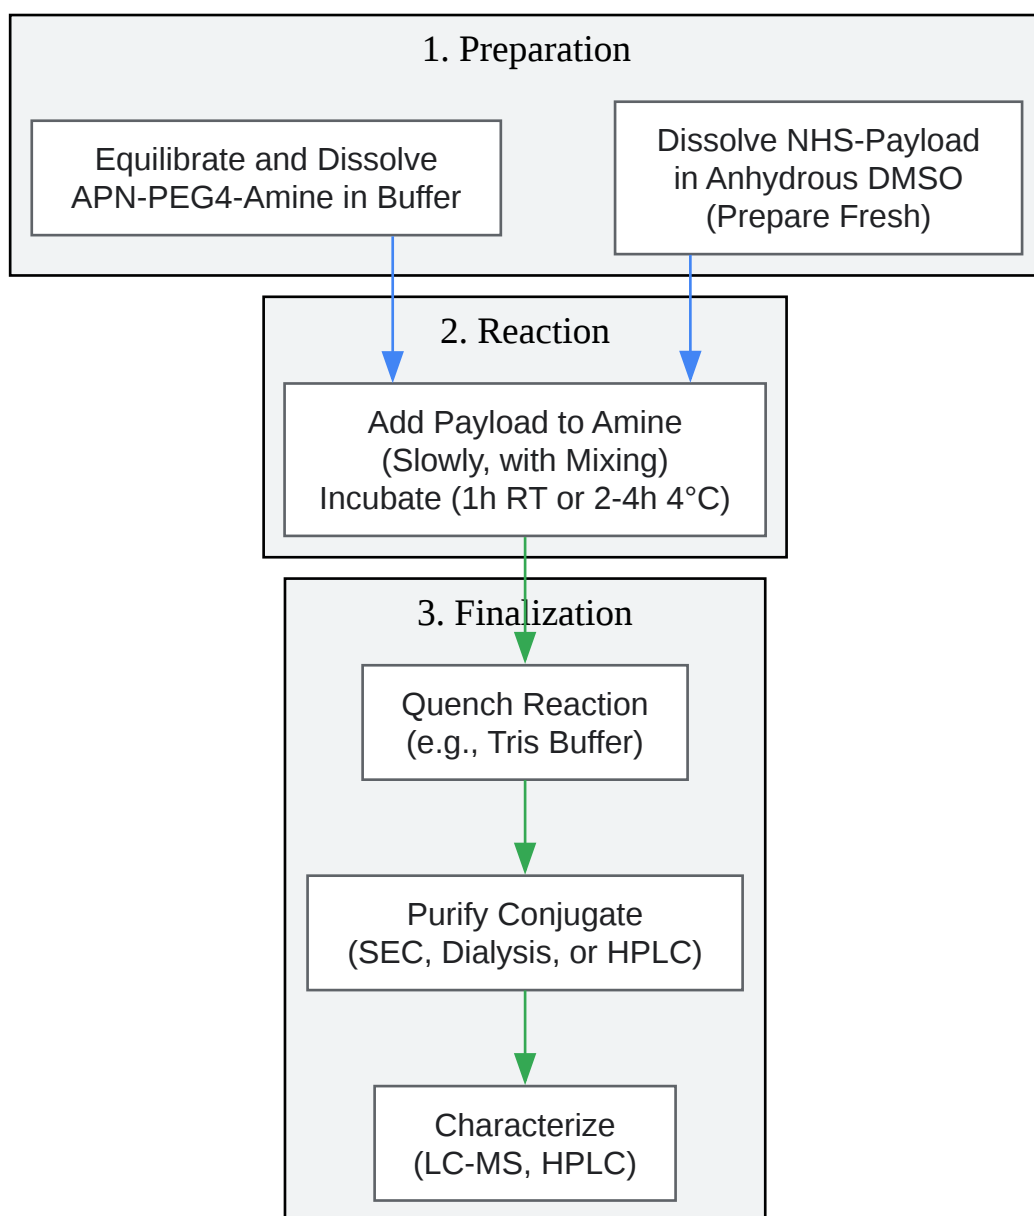 1. Preparation
Equilibrate and Dissolve
APN-PEG4-Amine in Buffer
Dissolve NHS-Payload
in Anhydrous DMSO
(Prepare Fresh)
2. Reaction
Add Payload to Amine
(Slowly, with Mixing)
Incubate (1h RT or 2-4h 4°C)
3. Finalization
Quench Reaction
(e.g., Tris Buffer)
Purify Conjugate
(SEC, Dialysis, or HPLC)
Characterize
(LC-MS, HPLC)